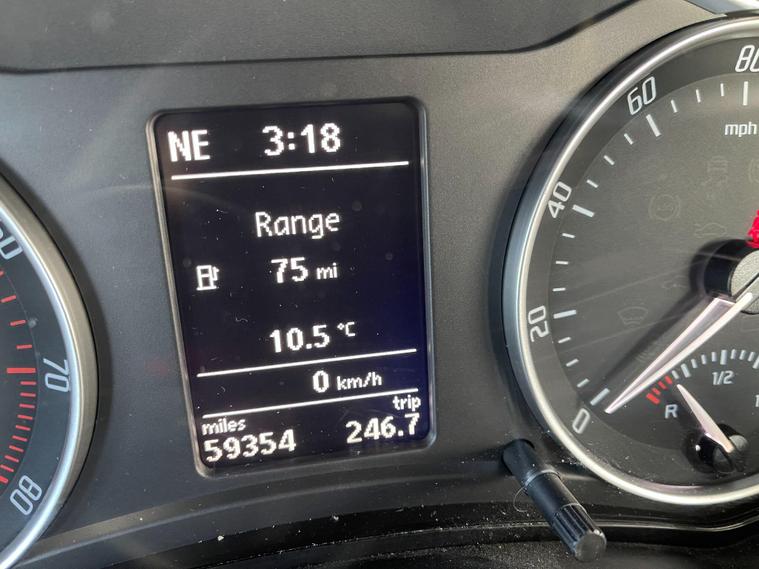 NE 3:18
Range
75 mi
10.5 °C
0 km/h
miles trip
59354 246.7
70
80
0
20
40
60
80
mph
R
1/2